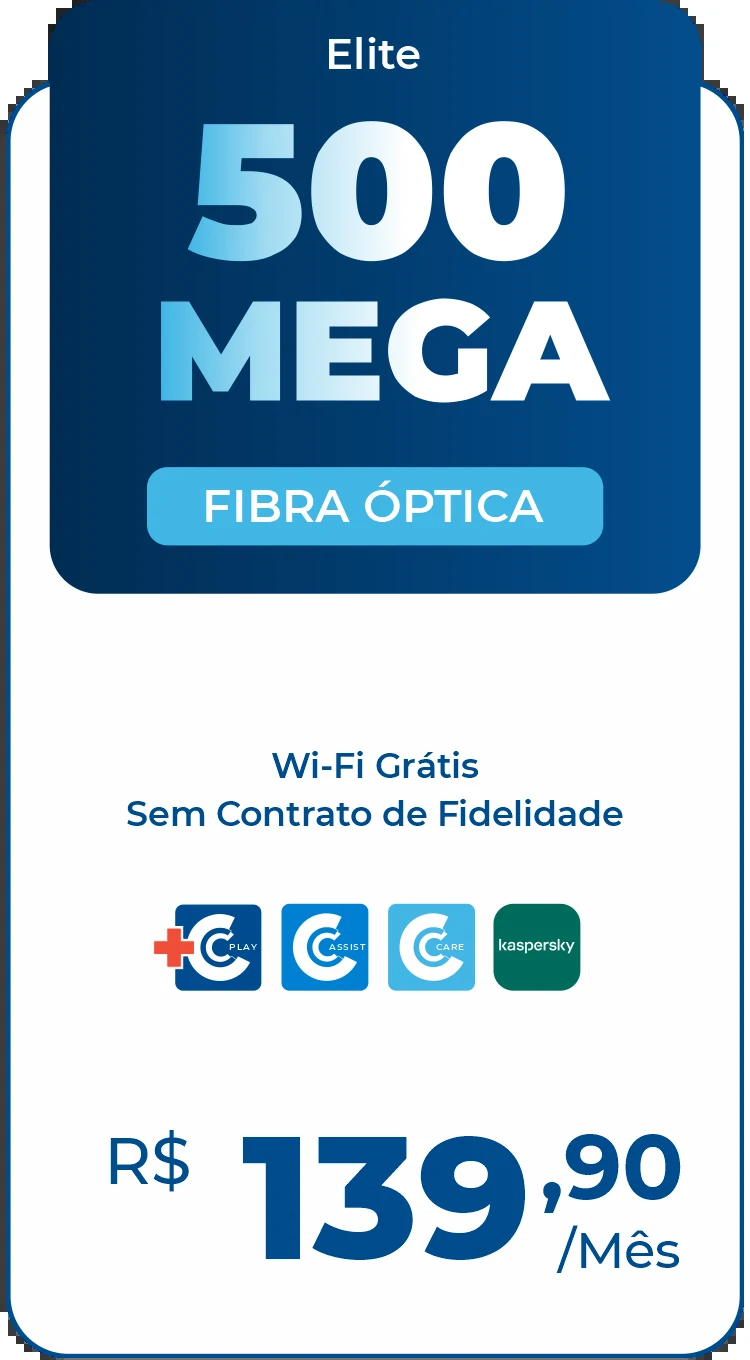 Elite
500
MEGA
FIBRA ÓPTICA
Wi-Fi Grátis
Sem Contrato de Fidelidade
PLAY ASSIST CARE kaspersky
R$ 139,90
/Mês